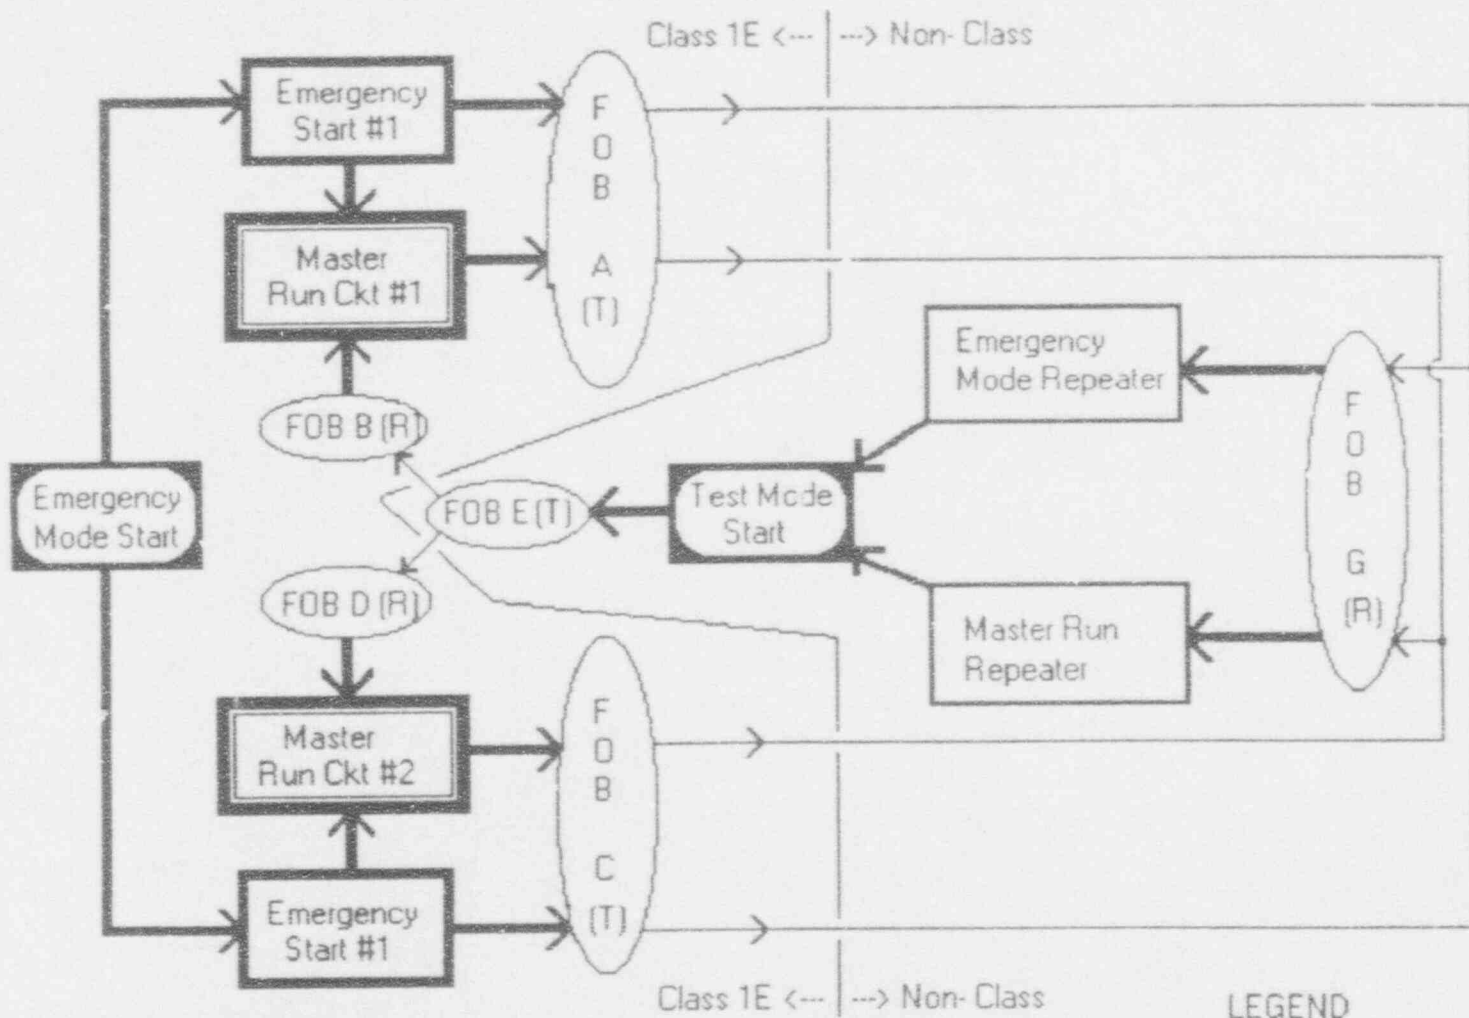 Class 1E <--- | ---> Non- Class
Emergency
Start #1
F
O
B
A
(T)
Master
Run Ckt #1
Emergency
Mode Repeater
FOB B (R)
F
O
B
G
(R)
Emergency
Mode Start
FOB E (T)
Test Mode
Start
FOB D (R)
Master Run
Repeater
Master
Run Ckt #2
F
O
B
C
(T)
Emergency
Start #1
Class 1E <--- | ---> Non- Class
LEGEND